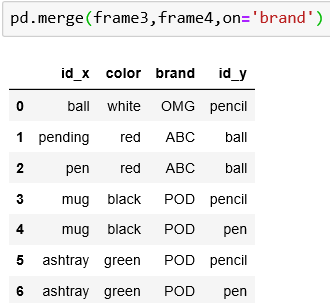 pd.merge(frame3,frame4,on='brand')
id_x color brand id_y
0 ball white OMG pencil
1 pending red ABC ball
2 pen red ABC ball
3 mug black POD pencil
4 mug black POD pen
5 ashtray green POD pencil
6 ashtray green POD pen